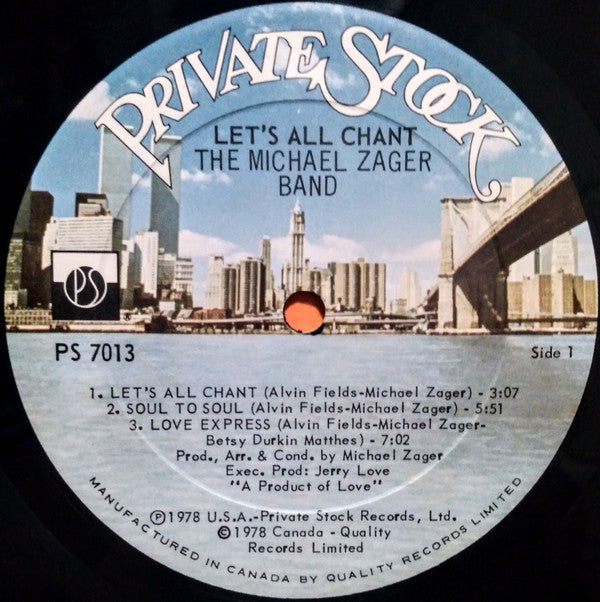 PRIVATE STOCK
LET'S ALL CHANT
THE MICHAEL ZAGER
BAND
PS
PS 7013
Side 1
1. LET'S ALL CHANT (Alvin Fields-Michael Zager) - 3:07
2. SOUL TO SOUL (Alvin Fields-Michael Zager) - 5:51
3. LOVE EXPRESS (Alvin Fields-Michael Zager-
Betsy Durkin Matthes) - 7:02
Prod., Arr. & Cond. by Michael Zager
Exec. Prod: Jerry Love
"A Product of Love"
℗1978 U.S.A.-Private Stock Records, Ltd.
©1978 Canada - Quality
Records Limited
MANUFACTURED IN CANADA BY QUALITY RECORDS LIMITED